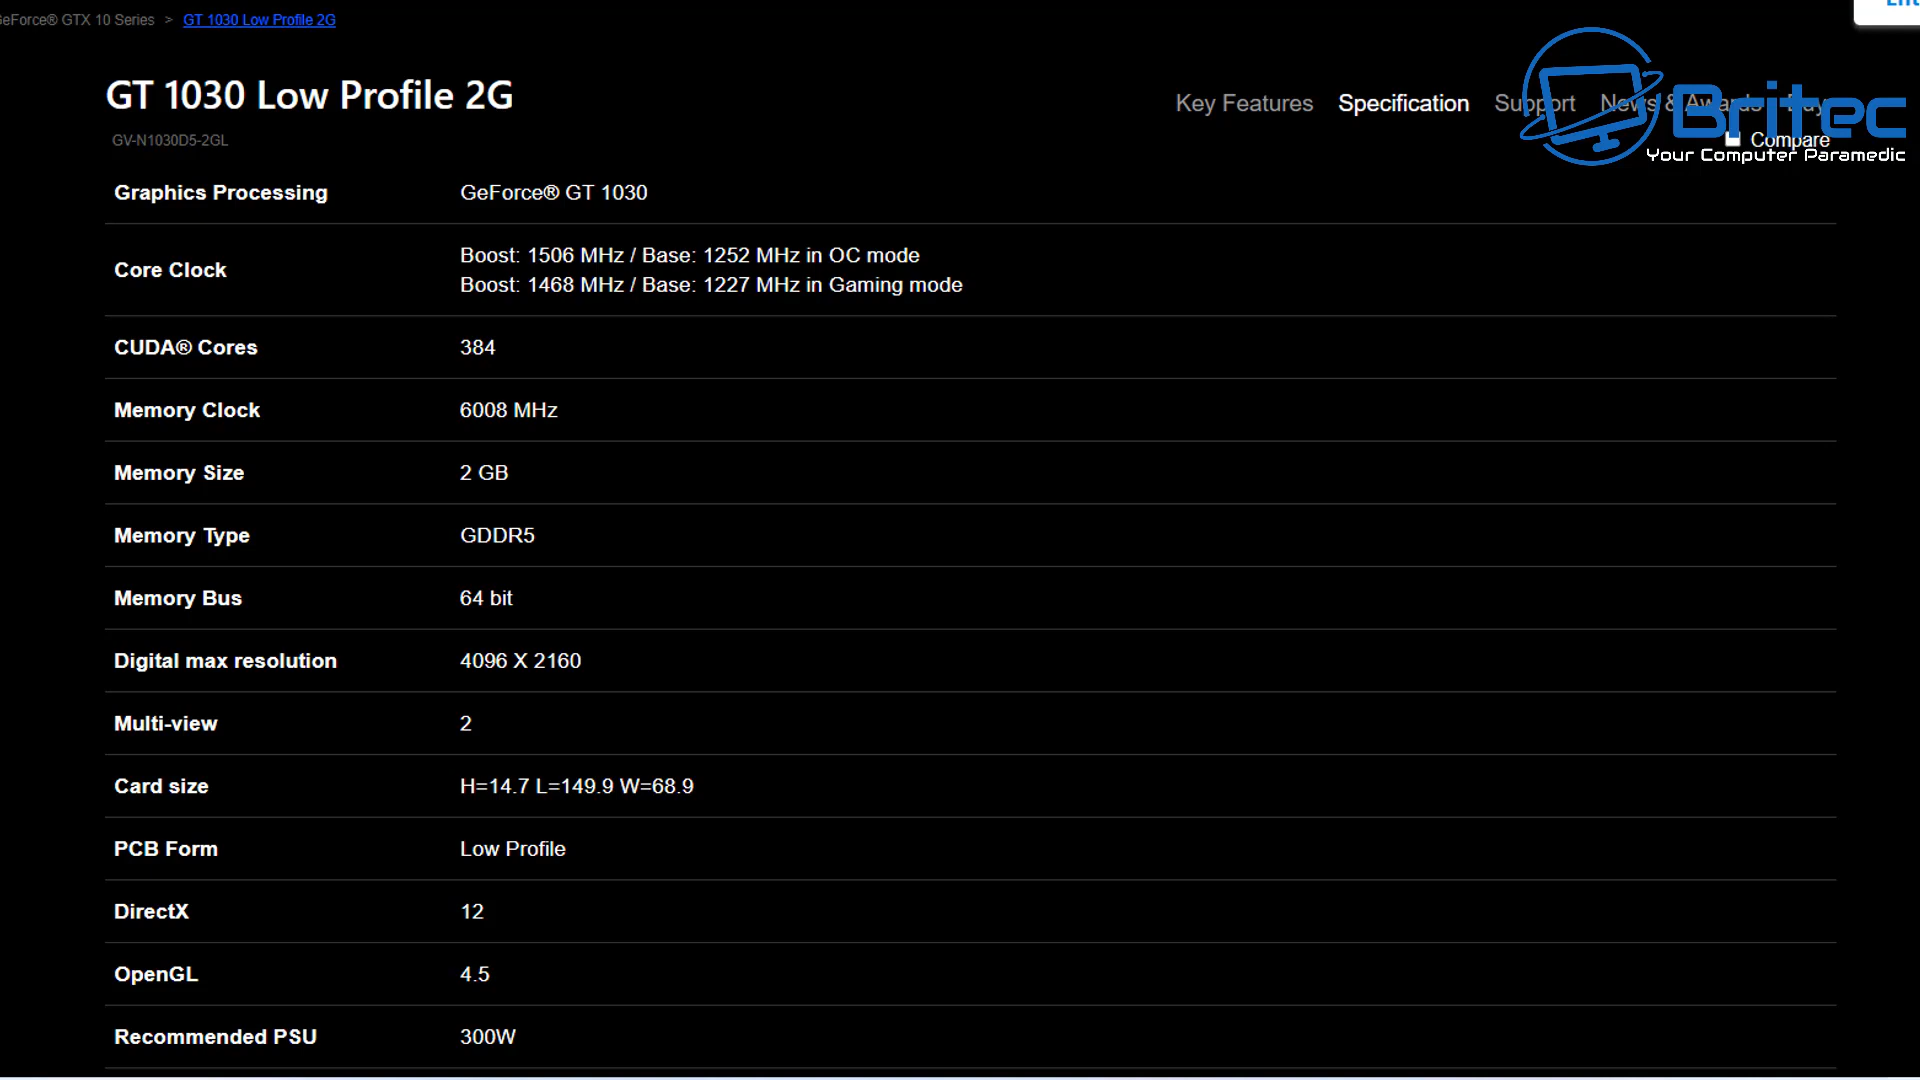 GeForce® GTX 10 Series > GT 1030 Low Profile 2G
GT 1030 Low Profile 2G
GV-N1030D5-2GL
Key Features Specification Support News & Awards Buy
Compare
Britec
Your Computer Paramedic
Graphics Processing GeForce® GT 1030
Core Clock
Boost: 1506 MHz / Base: 1252 MHz in OC mode
Boost: 1468 MHz / Base: 1227 MHz in Gaming mode
CUDA® Cores 384
Memory Clock 6008 MHz
Memory Size 2 GB
Memory Type GDDR5
Memory Bus 64 bit
Digital max resolution 4096 X 2160
Multi-view 2
Card size H=14.7 L=149.9 W=68.9
PCB Form Low Profile
DirectX 12
OpenGL 4.5
Recommended PSU 300W